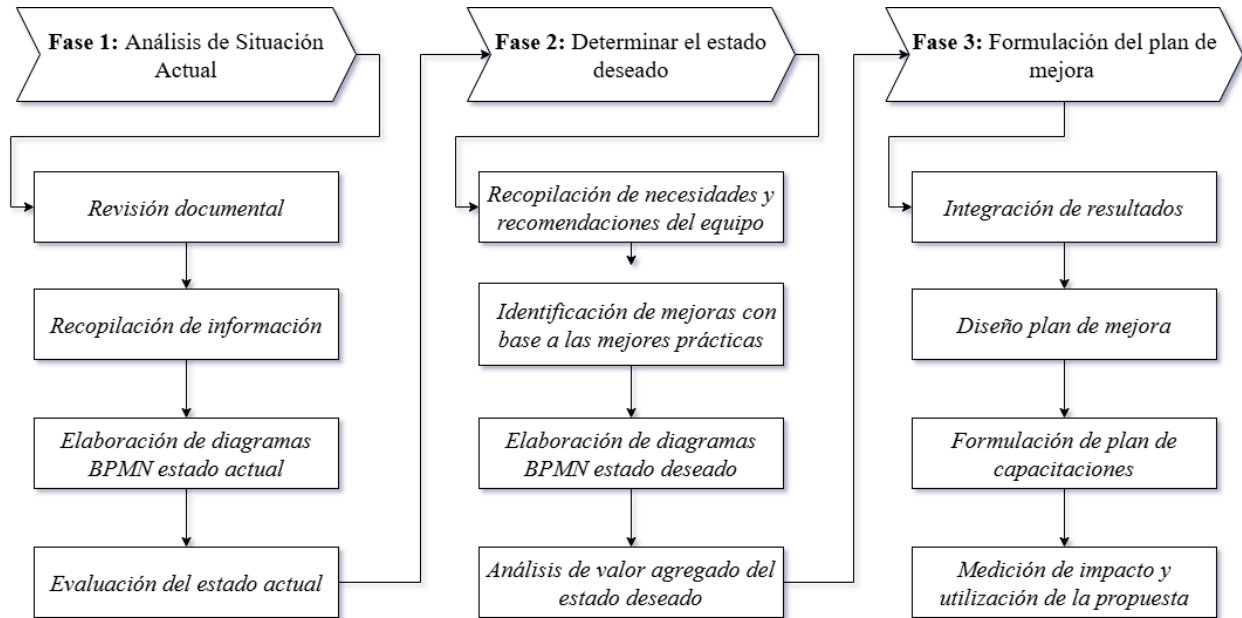 Fase 1: Análisis de Situación
Actual
Revisión documental
Recopilación de información
Elaboración de diagramas
BPMN estado actual
Evaluación del estado actual
Fase 2: Determinar el estado
deseado
Recopilación de necesidades y
recomendaciones del equipo
Identificación de mejoras con
base a las mejores prácticas
Elaboración de diagramas
BPMN estado deseado
Análisis de valor agregado del
estado deseado
Fase 3: Formulación del plan de
mejora
Integración de resultados
Diseño plan de mejora
Formulación de plan de
capacitaciones
Medición de impacto y
utilización de la propuesta